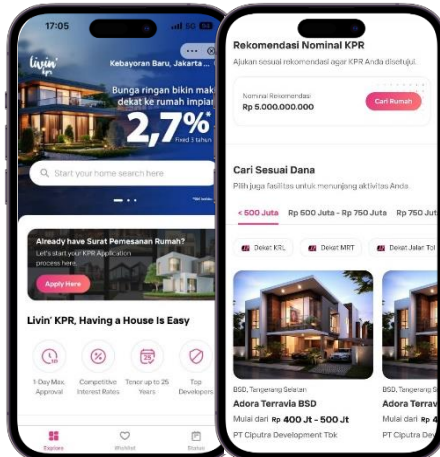 17:05
5G
Livin'
kpr
Kebayoran Baru, Jakarta ...
Bunga ringan bikin mak
dekat ke rumah impian
2,7%*
Fixed 3 tahun
Start your home search here
Already have Surat Pemesanan Rumah?
Let's start your KPR Application
process here.
Apply Here
Livin' KPR, Having a House Is Easy
1-Day Max.
Approval
Competitive
Interest Rates
Tenor up to 25
Years
Top
Developers
Explore
Wishlist
Status
Rekomendasi Nominal KPR
Ajukan sesuai rekomendasi agar KPR Anda disetujui.
Nominal Rekomendasi
Rp 5.000.000.000
Cari Rumah
Cari Sesuai Dana
Pilih juga fasilitas untuk menunjang aktivitas Anda.
< 500 Juta
Rp 500 Juta - Rp 750 Juta
Rp 750 Jut
Dekat KRL
Dekat MRT
Dekat Jalan Tol
BSD, Tangerang Selatan
Adora Terravia BSD
Mulai dari Rp 400 Jt - 500 Jt
PT Ciputra Development Tbk
BSD, Tangerang S
Adora Terrav
Mulai dari Rp 4
PT Ciputra Dev